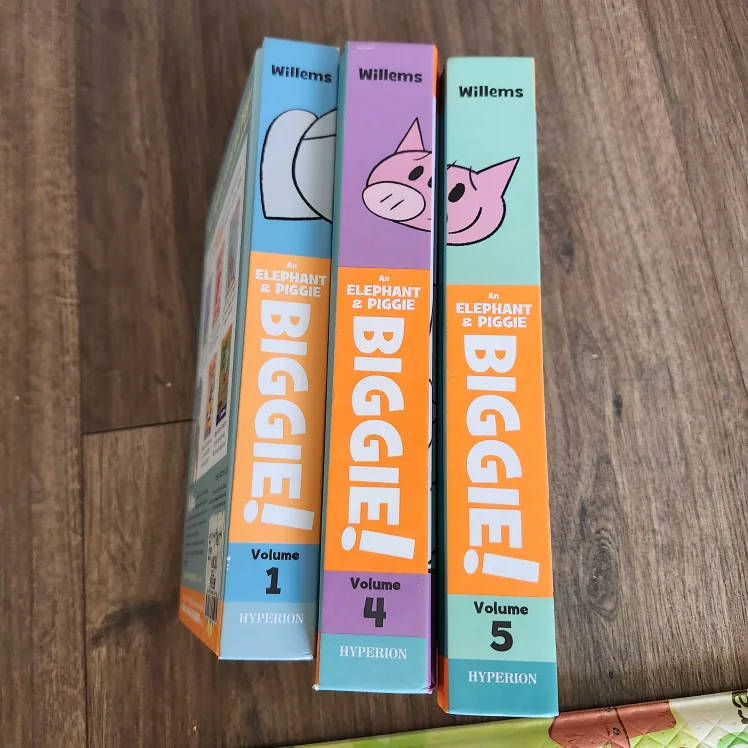 Willems
An
ELEPHANT
& PIGGIE
BIGGIE!
Volume
1
HYPERION
Willems
An
ELEPHANT
& PIGGIE
BIGGIE!
Volume
4
HYPERION
Willems
An
ELEPHANT
& PIGGIE
BIGGIE!
Volume
5
HYPERION